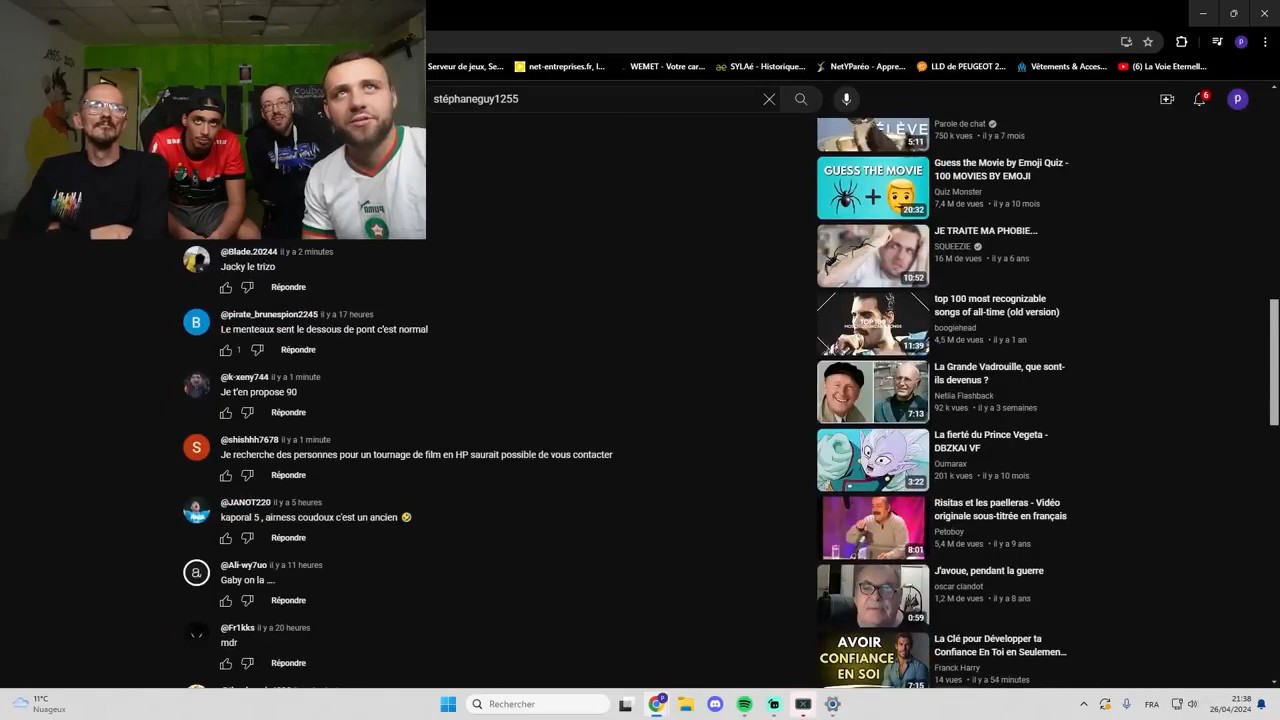 Serveur de jeux, Se...
net-entreprises.fr, l...
WEMET - Votre car...
SYLAé - Historique...
NetYParéo - Appre...
LLD de PEUGEOT 2...
Vêtements & Acces...
(6) La Voie Eternell...
stéphaneguy1255
6
P
@Blade.20244 il y a 2 minutes
Jacky le trizo
Répondre
B
@pirate_brunespion2245 il y a 17 heures
Le menteaux sent le dessous de pont c'est normal
1
Répondre
@k-xeny744 il y a 1 minute
Je t'en propose 90
Répondre
S
@shishhh7678 il y a 1 minute
Je recherche des personnes pour un tournage de film en HP saurait possible de vous contacter
Répondre
@JANOT220 il y a 5 heures
kaporal 5 , airness coudoux c'est un ancien 🤣
Répondre
a
@Ali-wy7uo il y a 11 heures
Gaby on la ....
Répondre
@Fr1kks il y a 20 heures
mdr
Répondre
ÉLÈVE
5:11
Parole de chat
750 k vues • il y a 7 mois
GUESS THE MOVIE
20:32
Guess the Movie by Emoji Quiz -
100 MOVIES BY EMOJI
Quiz Monster
7,4 M de vues • il y a 10 mois
10:52
JE TRAITE MA PHOBIE...
SQUEEZIE
16 M de vues • il y a 6 ans
TOP 100
11:39
top 100 most recognizable
songs of all-time (old version)
boogiehead
4,5 M de vues • il y a 1 an
7:13
La Grande Vadrouille, que sont-
ils devenus ?
Netlia Flashback
92 k vues • il y a 3 semaines
3:22
La fierté du Prince Vegeta -
DBZKAI VF
Oumarax
201 k vues • il y a 10 mois
8:01
Risitas et les paelleras - Vidéo
originale sous-titrée en français
Petoboy
5,4 M de vues • il y a 9 ans
0:59
J'avoue, pendant la guerre
oscar clandot
1,2 M de vues • il y a 8 ans
AVOIR
CONFIANCE
EN SOI
7:15
La Clé pour Développer ta
Confiance En Toi en Seulemen...
Franck Harry
14 vues • il y a 54 minutes
11°C
Nuageux
Rechercher
FRA
21:38
26/04/2024